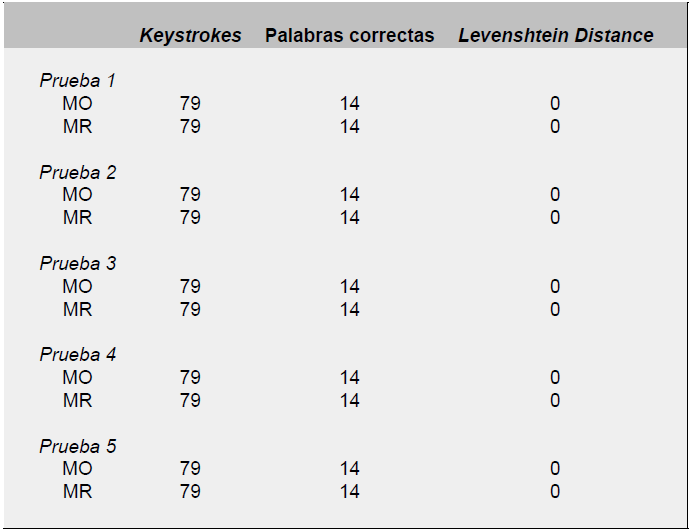 Keystrokes Palabras correctas Levenshtein Distance
Prueba 1
MO 79 14 0
MR 79 14 0
Prueba 2
MO 79 14 0
MR 79 14 0
Prueba 3
MO 79 14 0
MR 79 14 0
Prueba 4
MO 79 14 0
MR 79 14 0
Prueba 5
MO 79 14 0
MR 79 14 0